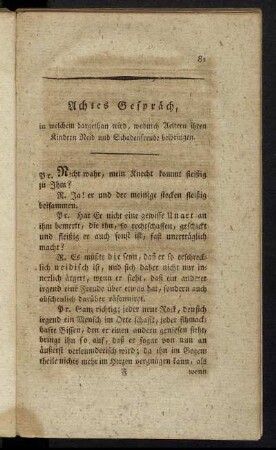 81
Achtes Gespräch,
in welchem dargethan wird, wodurch Aeltern ihren
Kindern Neid und Schadenfreude beibringen.
Pr. Nicht wahr, mein Knecht kommt fleißig
zu Ihm?
R. Ja! er und der meinige stecken fleißig
beisammen.
Pr. Hat Er nicht eine gewisse Unart an
ihm bemerkt, die ihn, so rechtschaffen, geschickt
und fleißig er auch sonst ist, fast unerträglich
macht?
R. Es müßte die seyn, daß er so erschreck-
lich neidisch ist, und sich daher nicht nur in-
nerlich ärgert, wenn er sieht, daß ein anderer
irgend eine Freude über etwas hat, sondern auch
abscheulich darüber räsonnirt.
Pr. Ganz richtig; jeder neue Rock, den sich
irgend ein Mensch im Orte schafft, jeder schmack-
hafte Bissen, den er einen andern genießen sieht,
bringt ihn so auf, daß er sogar von nun an
äußerst verleumderisch wird; da ihn im Gegen-
theile nichts mehr im Herzen vergnügen kann, als
F wenn